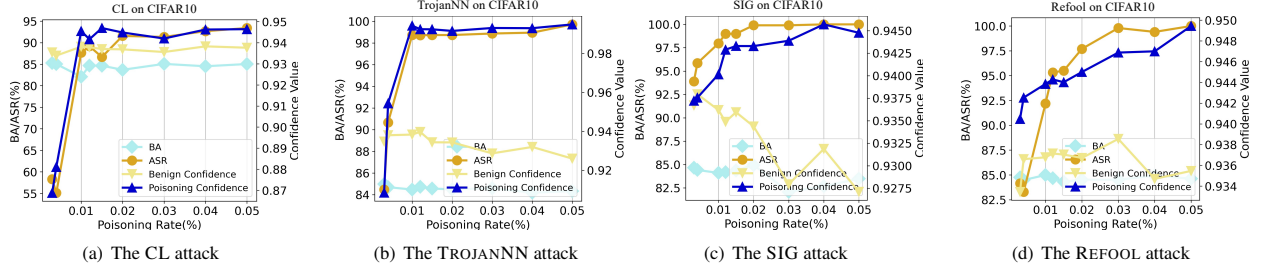 CL on CIFAR10
95
90
85
80
75
70
65
60
55
BA/ASR(%)
0.95
0.94
0.93
0.92
0.91
0.90
0.89
0.88
0.87
Confidence Value
BA
ASR
Benign Confidence
Poisoning Confidence
0.01 0.02 0.03 0.04 0.05
Poisoning Rate(%)
(a) The CL attack
TrojanNN on CIFAR10
100
98
96
94
92
90
88
86
84
BA/ASR(%)
0.98
0.96
0.94
0.92
Confidence Value
BA
ASR
Benign Confidence
Poisoning Confidence
0.01 0.02 0.03 0.04 0.05
Poisoning Rate(%)
(b) The TROJANNN attack
SIG on CIFAR10
100.0
97.5
95.0
92.5
90.0
87.5
85.0
82.5
BA/ASR(%)
0.9450
0.9425
0.9400
0.9375
0.9350
0.9325
0.9300
0.9275
Confidence Value
BA
ASR
Benign Confidence
Poisoning Confidence
0.01 0.02 0.03 0.04 0.05
Poisoning Rate(%)
(c) The SIG attack
Refool on CIFAR10
100.0
97.5
95.0
92.5
90.0
87.5
85.0
82.5
BA/ASR(%)
0.950
0.948
0.946
0.944
0.942
0.940
0.938
0.936
0.934
Confidence Value
BA
ASR
Benign Confidence
Poisoning Confidence
0.01 0.02 0.03 0.04 0.05
Poisoning Rate(%)
(d) The REFOOL attack